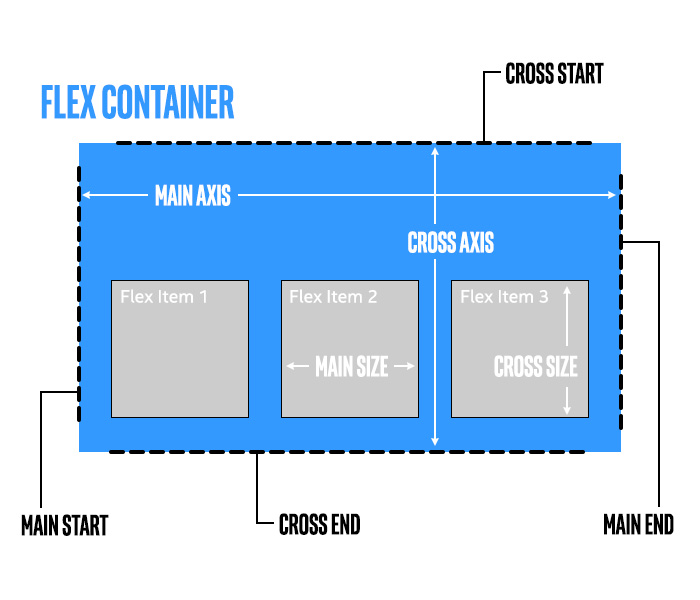 CROSS START
FLEX CONTAINER
MAIN AXIS
CROSS AXIS
Flex Item 1
Flex Item 2
Flex Item 3
MAIN SIZE
CROSS SIZE
MAIN START
CROSS END
MAIN END